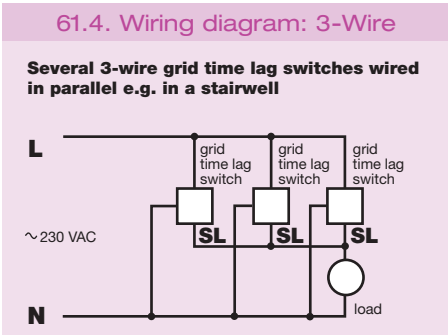 61.4. Wiring diagram: 3-Wire
Several 3-wire grid time lag switches wired
in parallel e.g. in a stairwell
L
grid
time lag
switch
grid
time lag
switch
grid
time lag
switch
SL
SL
SL
~ 230 VAC
load
N